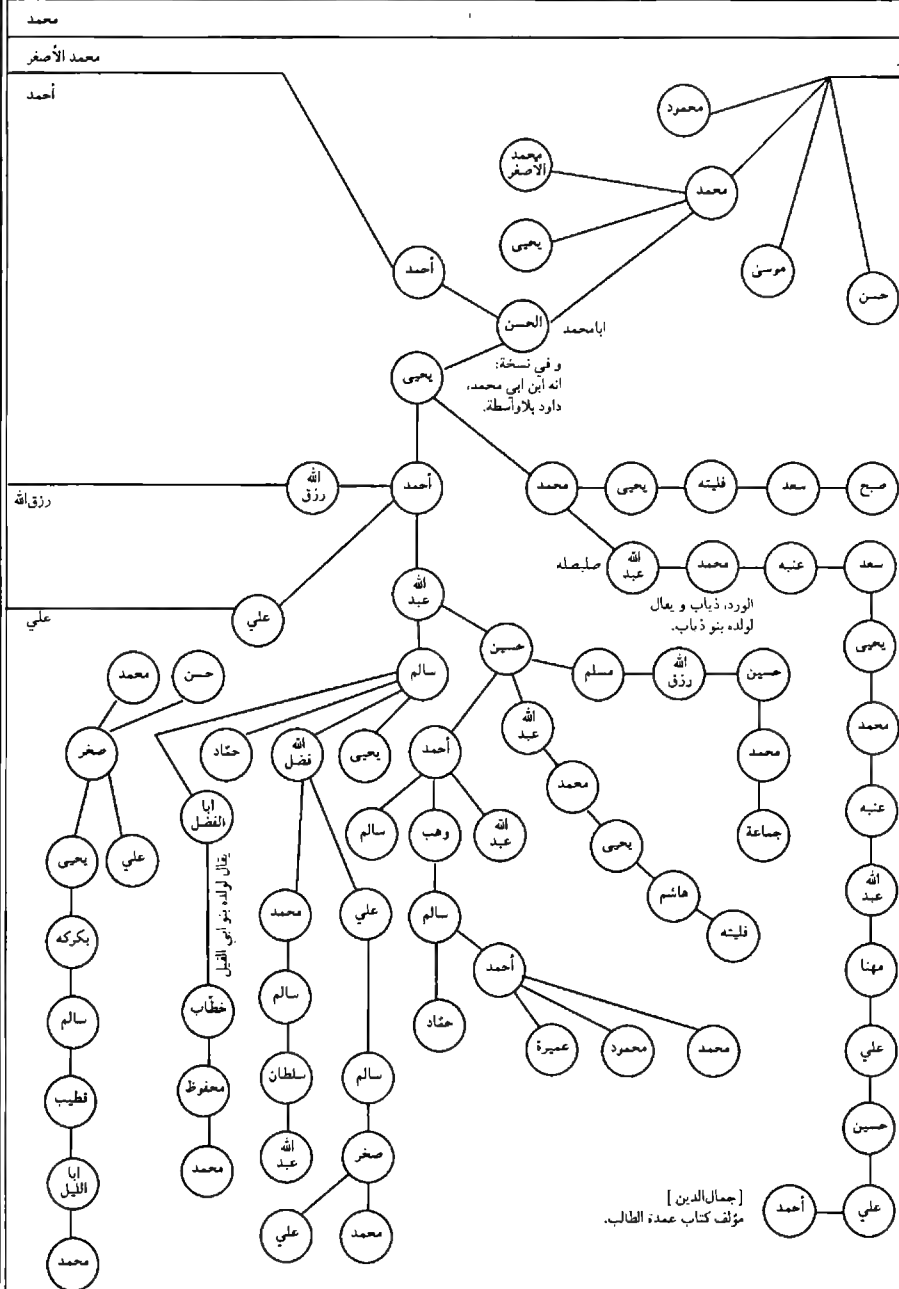 محمد
محمد الأصغر
أحمد
محمود
محمد
الأصغر
محمد
يحيى
موسى
حسن
أحمد
الحسن
ابامحمد
و في نسخة:
انه ابن ابي محمد،
داود بلاواسطة.
يحيى
رزق الله
الله
رزق
أحمد
محمد
يحيى
فليته
سعد
صبح
صلصله
الله
عبد
محمد
عنبه
سعد
الورد، ذياب و يقال
لولده بنو ذياب.
علي
علي
الله
عبد
يحيى
حسين
سالم
مسلم
الله
رزق
حسين
محمد
حسن
صخر
حمّاد
الله
فضل
يحيى
أحمد
الله
عبد
محمد
محمد
ابا
الفضل
يقال لولده بنو ابي الفيل
محمد
جماعة
عنبه
يحيى
علي
سالم
وهب
الله
عبد
يحيى
هاشم
فليته
الله
عبد
بكركه
محمد
علي
سالم
أحمد
مهنا
سالم
خطّاب
سالم
حمّاد
عميرة
محمود
محمد
علي
قطيب
محفوظ
سلطان
سالم
حسين
ابا
الليل
محمد
الله
عبد
صخر
[جمال‌الدين]
مؤلف كتاب عمدة الطالب.
أحمد
علي
محمد
علي
محمد